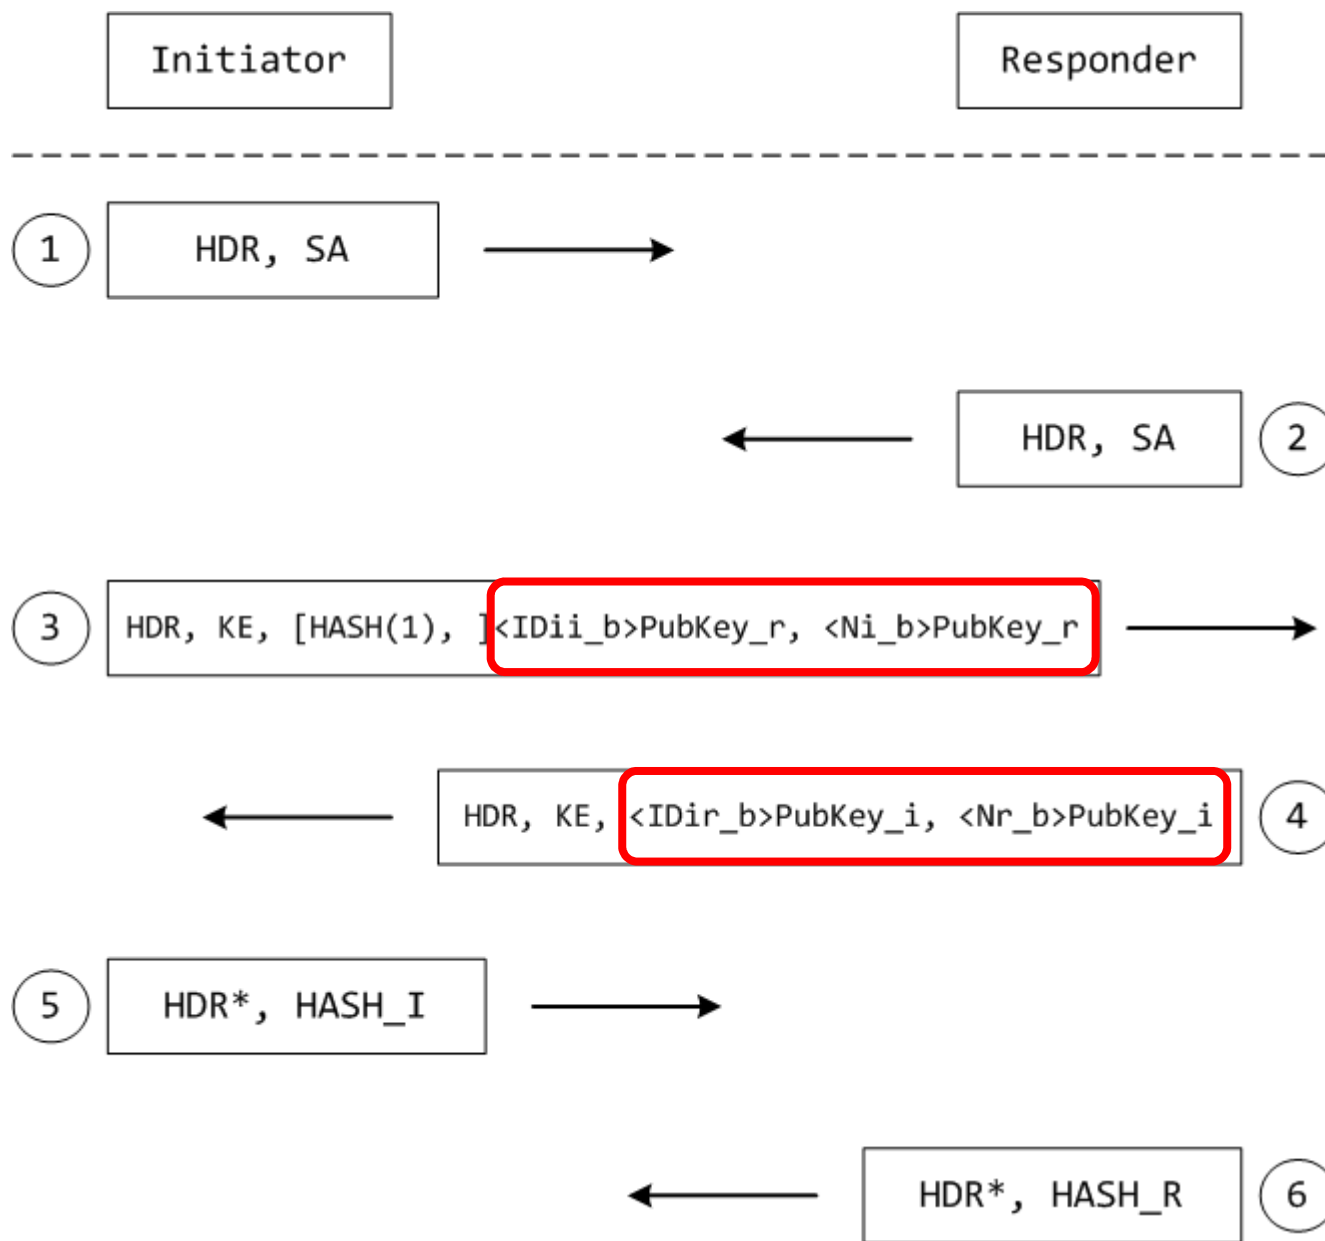 Initiator
Responder
1
HDR, SA
HDR, SA
2
3
HDR, KE, [HASH(1), ]<IDii_b>PubKey_r, <Ni_b>PubKey_r
HDR, KE, <IDir_b>PubKey_i, <Nr_b>PubKey_i
4
5
HDR*, HASH_I
HDR*, HASH_R
6